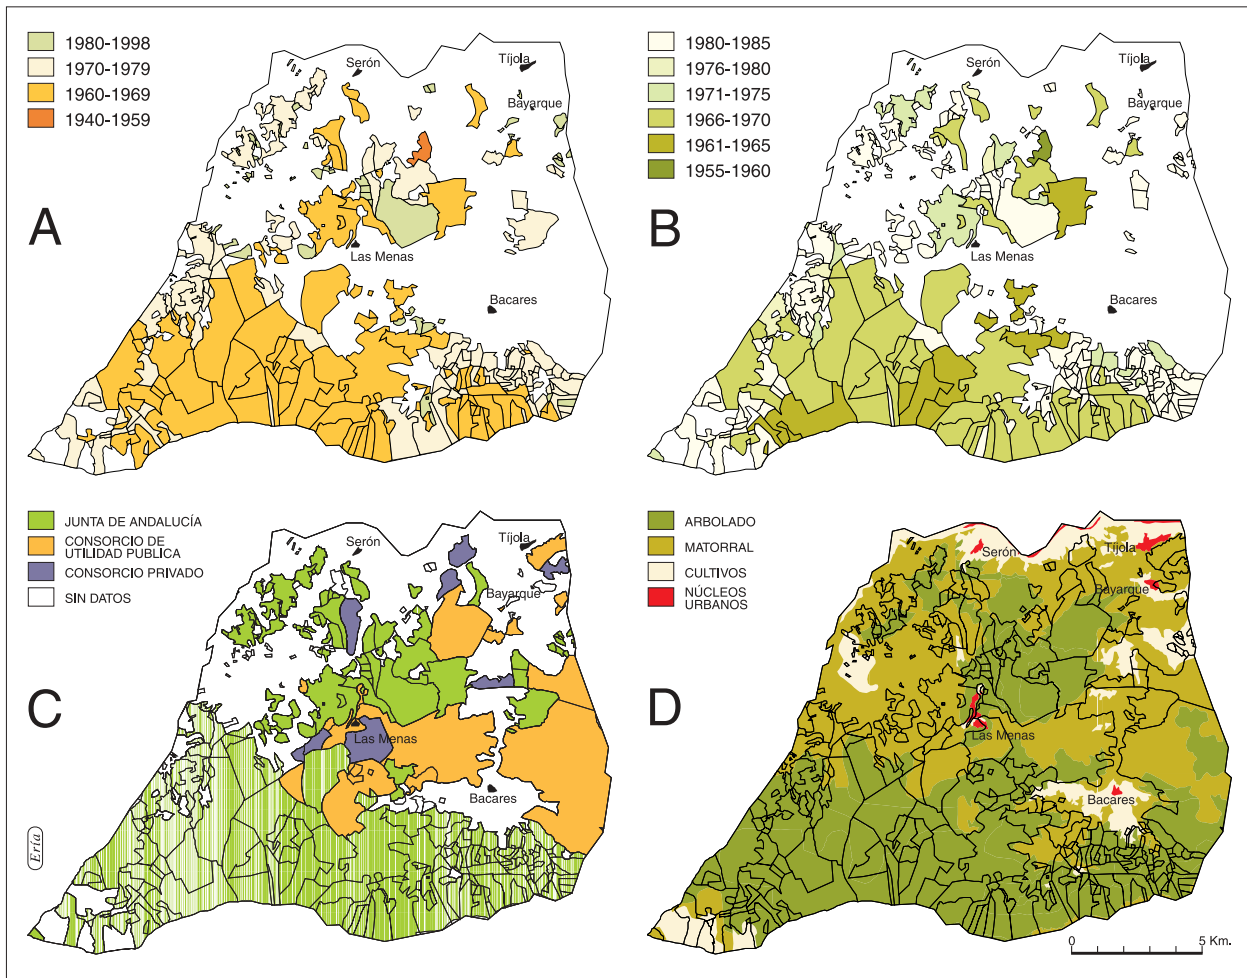 1980-1998
1970-1979
1960-1969
1940-1959
Serón
Tíjola
Bayarque
A
Las Menas
Bacares
1980-1985
1976-1980
1971-1975
1966-1970
1961-1965
1955-1960
Serón
Tíjola
Bayarque
B
Las Menas
Bacares
JUNTA DE ANDALUCÍA
CONSORCIO DE
UTILIDAD PUBLICA
CONSORCIO PRIVADO
SIN DATOS
Serón
Tíjola
Bayarque
C
Las Menas
Bacares
Ería
ARBOLADO
MATORRAL
CULTIVOS
NÚCLEOS
URBANOS
Serón
Tíjola
Bayarque
D
Las Menas
Bacares
0 5 Km.